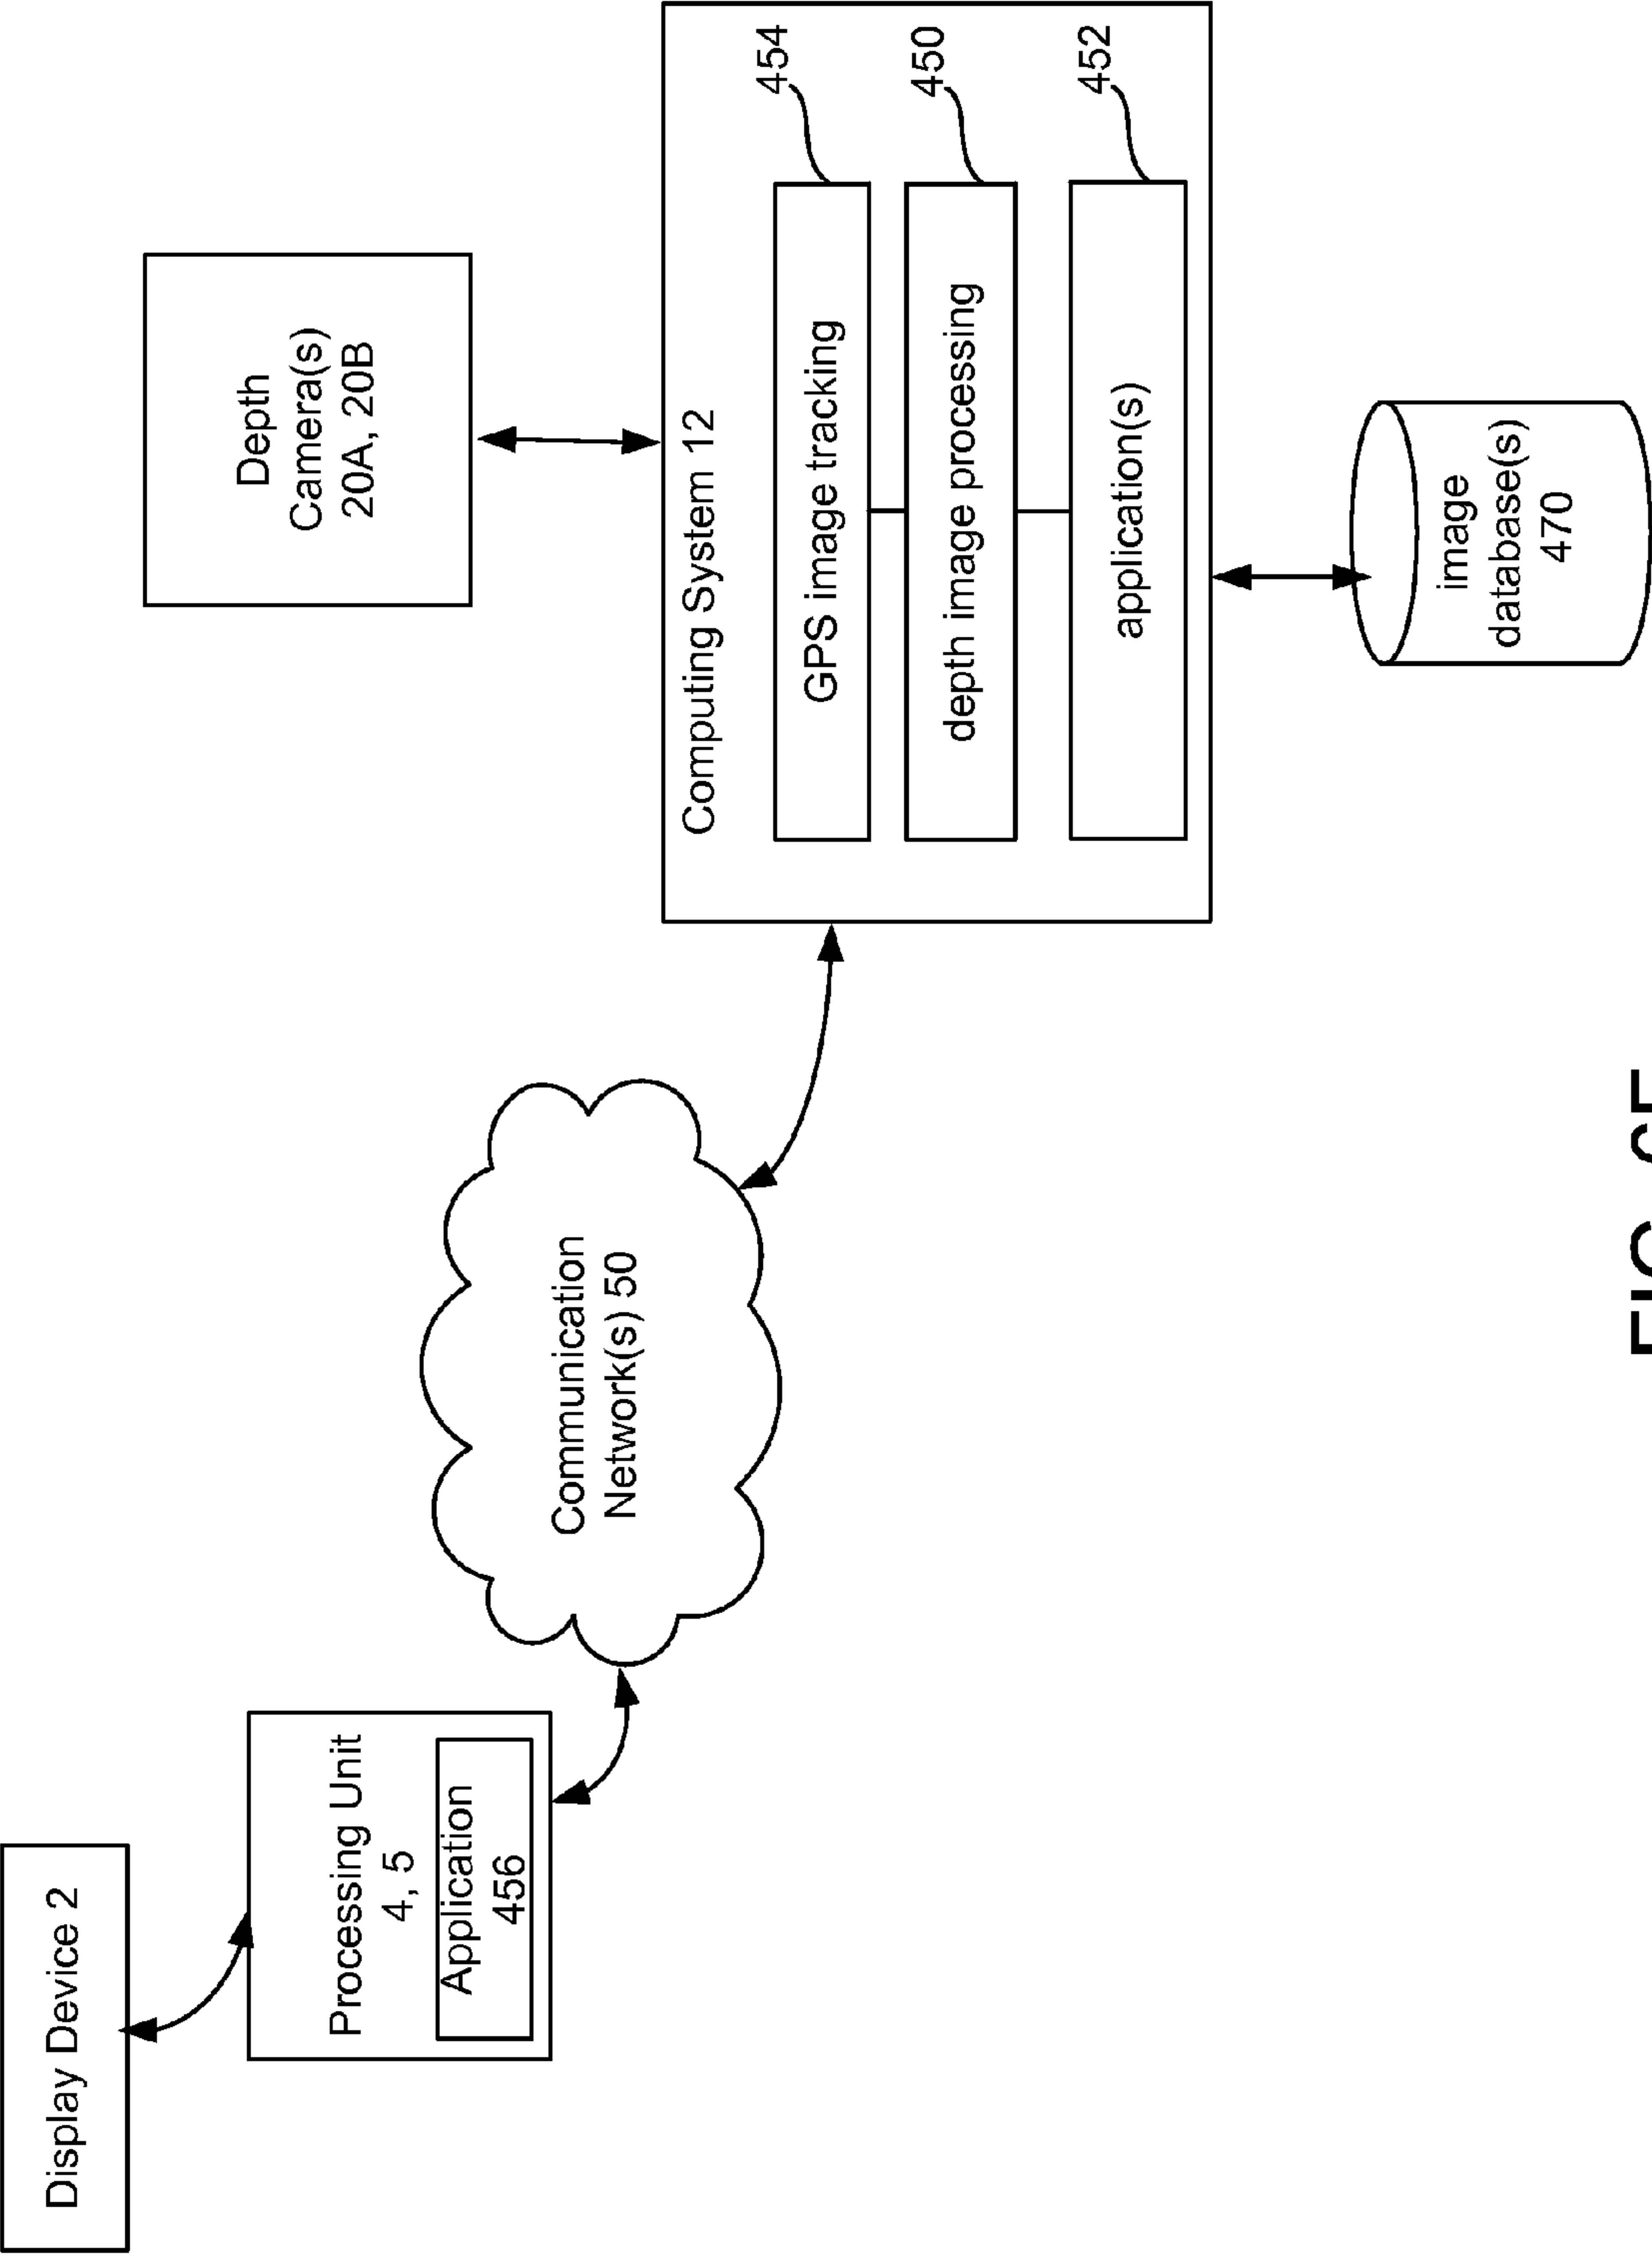 Display Device 2
Processing Unit
4, 5
Application
456
Communication
Network(s) 50
Depth
Camera(s)
20A, 20B
Computing System 12
GPS image tracking
454
depth image processing
450
application(s)
452
image
database(s)
470